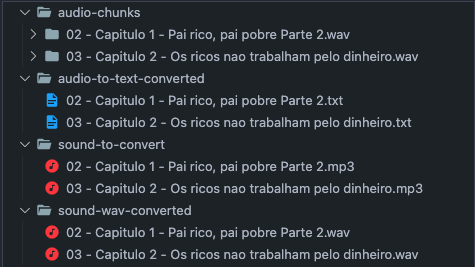 audio-chunks
02 - Capitulo 1 - Pai rico, pai pobre Parte 2.wav
03 - Capitulo 2 - Os ricos nao trabalham pelo dinheiro.wav
audio-to-text-converted
02 - Capitulo 1 - Pai rico, pai pobre Parte 2.txt
03 - Capitulo 2 - Os ricos nao trabalham pelo dinheiro.txt
sound-to-convert
02 - Capitulo 1 - Pai rico, pai pobre Parte 2.mp3
03 - Capitulo 2 - Os ricos nao trabalham pelo dinheiro.mp3
sound-wav-converted
02 - Capitulo 1 - Pai rico, pai pobre Parte 2.wav
03 - Capitulo 2 - Os ricos nao trabalham pelo dinheiro.wav